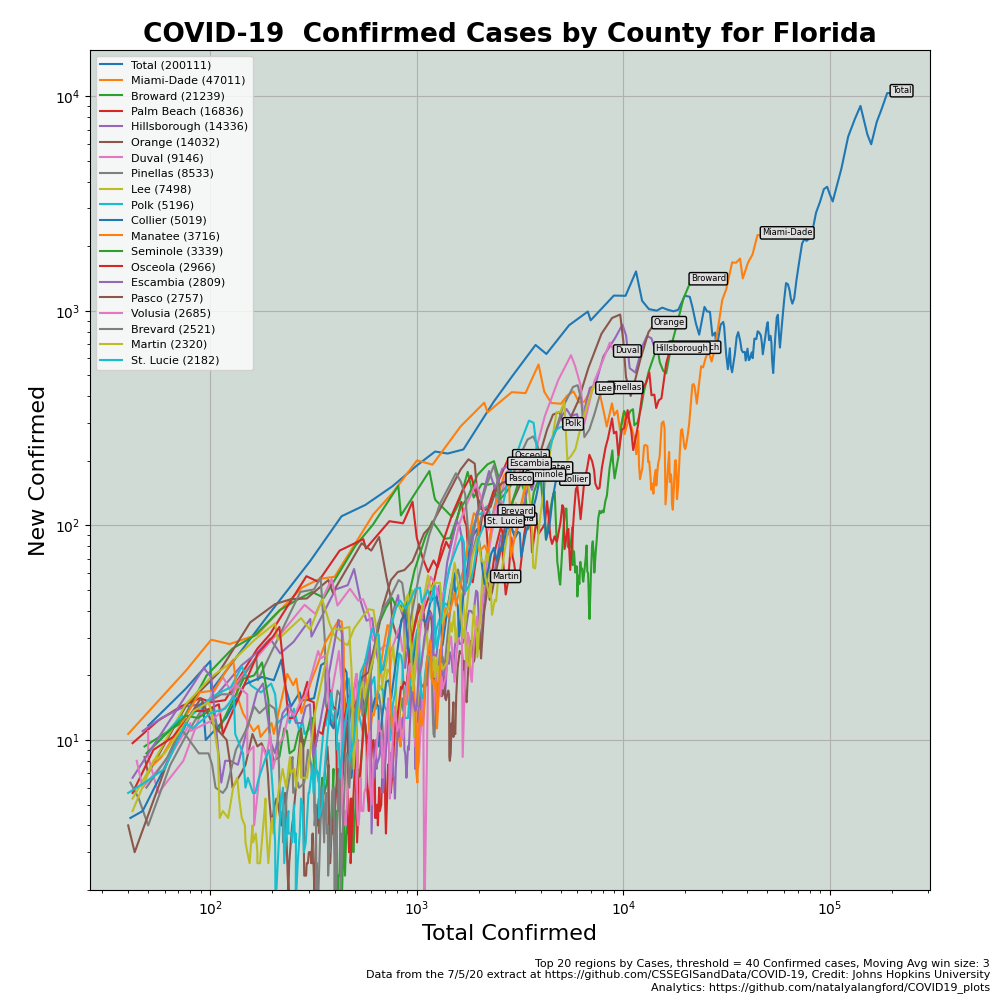 COVID-19  Confirmed Cases by County for Florida
Total (200111)
Miami-Dade (47011)
Broward (21239)
Palm Beach (16836)
Hillsborough (14336)
Orange (14032)
Duval (9146)
Pinellas (8533)
Lee (7498)
Polk (5196)
Collier (5019)
Manatee (3716)
Seminole (3339)
Osceola (2966)
Escambia (2809)
Pasco (2757)
Volusia (2685)
Brevard (2521)
Martin (2320)
St. Lucie (2182)
Total
Miami-Dade
Broward
Orange
Hillsborough
Duval
Lee
Polk
Osceola
Escambia
Pasco
Brevard
St. Lucie
Martin
10⁴
10³
10²
10¹
New Confirmed
10²
10³
10⁴
10⁵
Total Confirmed
Top 20 regions by Cases, threshold = 40 Confirmed cases, Moving Avg win size: 3
Data from the 7/5/20 extract at https://github.com/CSSEGISandData/COVID-19, Credit: Johns Hopkins University
Analytics: https://github.com/natalyalangford/COVID19_plots